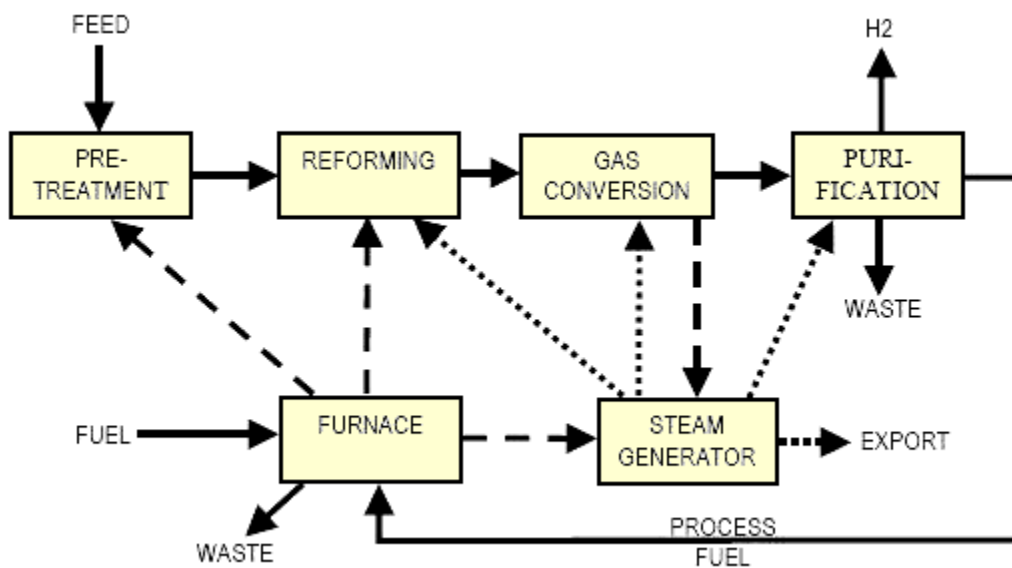 FEED
H2
PRE-
TREATMENT
REFORMING
GAS
CONVERSION
PURI-
FICATION
WASTE
FUEL
FURNACE
STEAM
GENERATOR
EXPORT
WASTE
PROCESS
FUEL